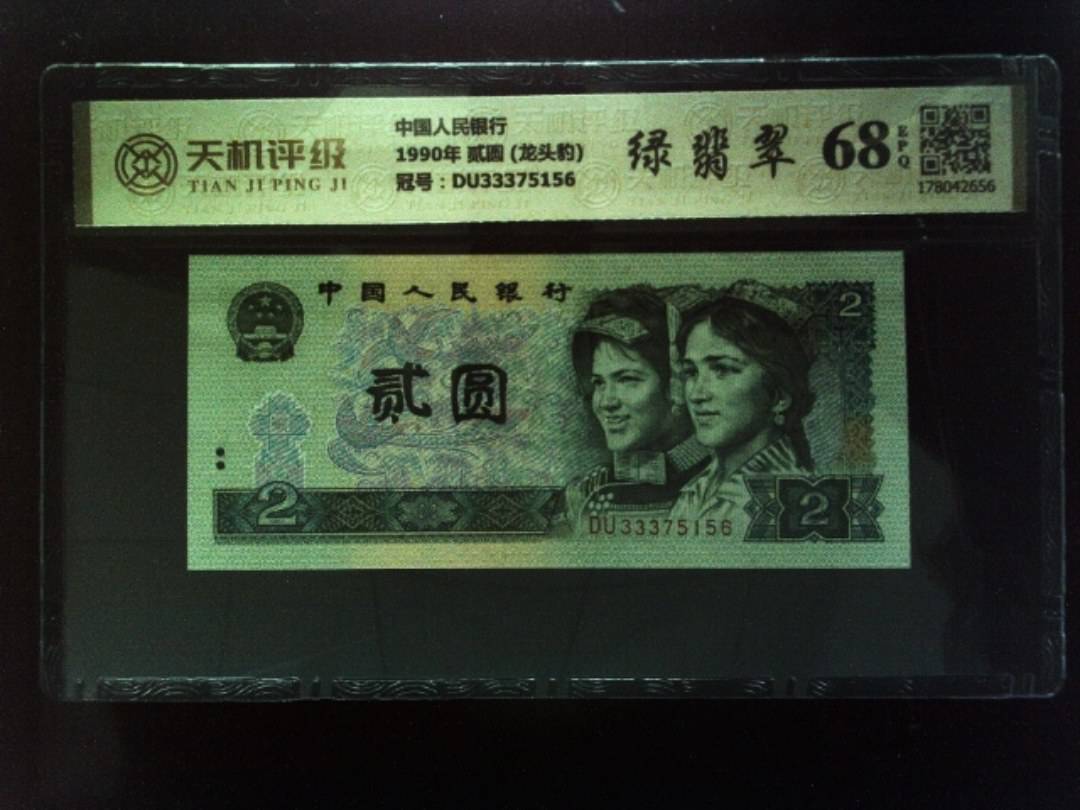 天机评级
TIAN JI PING JI
中国人民银行
1990年 贰圆 (龙头豹)
冠号：DU33375156
绿翡翠
68
EPQ
178042656
中国人民银行
2
贰圆
2
DU33375156
2